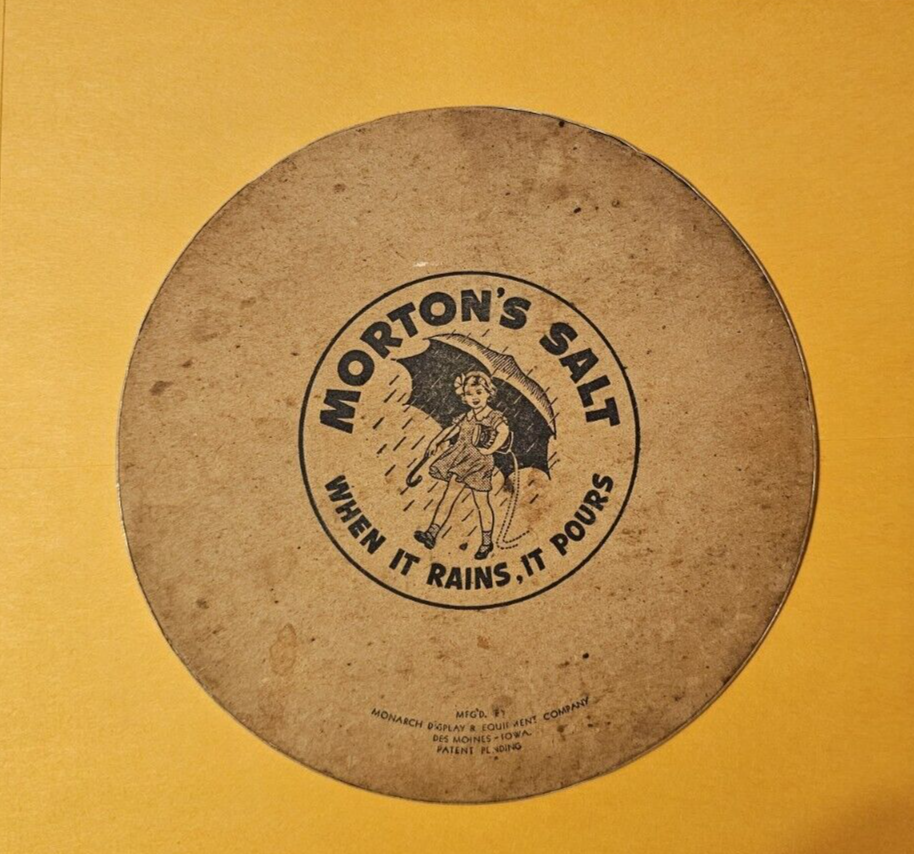 MORTON'S SALT
WHEN IT RAINS, IT POURS
MFG'D. BY
MONARCH DISPLAY & EQUIPMENT COMPANY
DES MOINES - IOWA.
PATENT PENDING